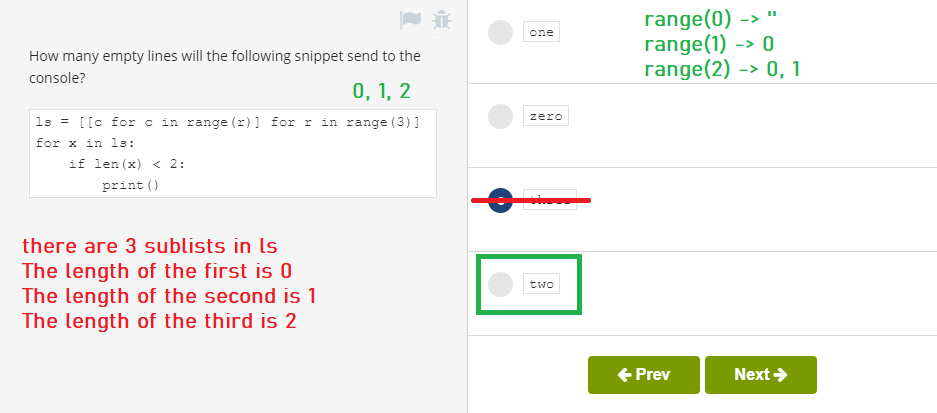 How many empty lines will the following snippet send to the
console?
0, 1, 2
ls = [[c for c in range(r)] for r in range(3)]
for x in ls:
    if len(x) < 2:
        print()
there are 3 sublists in ls
The length of the first is 0
The length of the second is 1
The length of the third is 2
one
range(0) -> "
range(1) -> 0
range(2) -> 0, 1
zero
three
two
Prev
Next